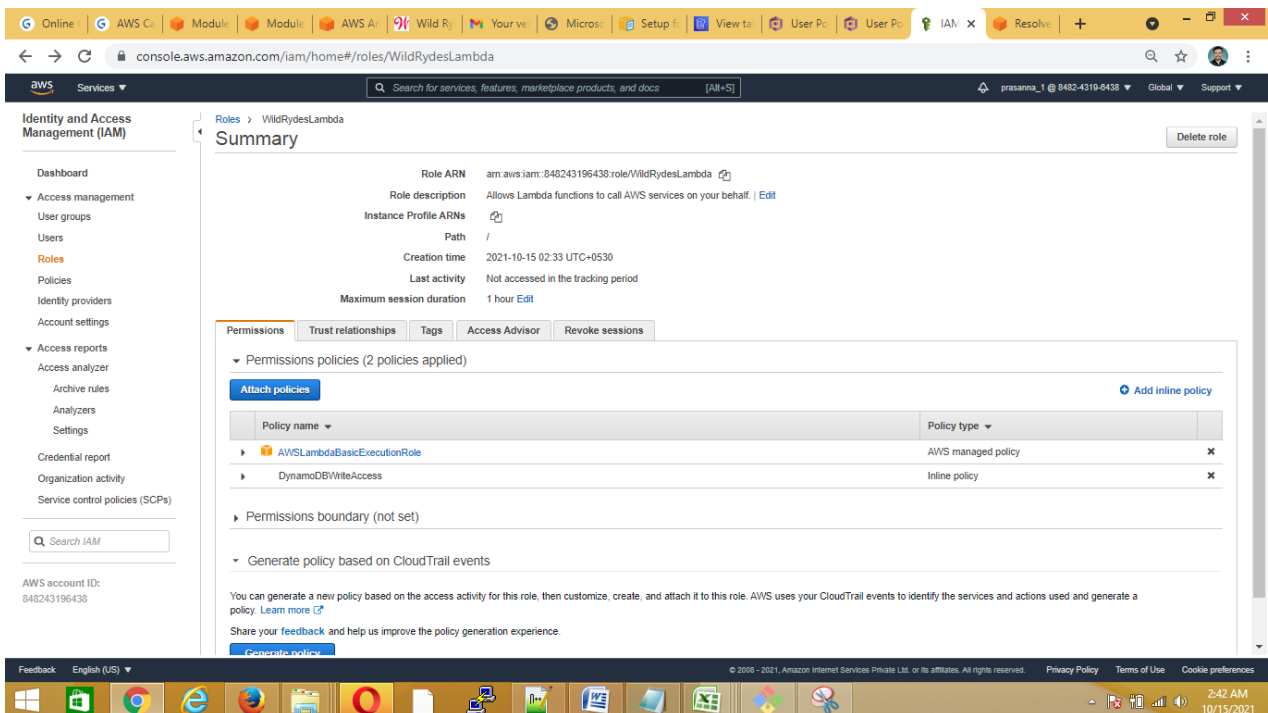 Online
AWS Ca
Module
Module
AWS Ar
Wild Ry
Your ve
Microso
Setup f
View ta
User Po
User Po
IAM
Resolve
console.aws.amazon.com/iam/home#/roles/WildRydesLambda
aws Services
Search for services, features, marketplace products, and docs [Alt+S]
prasanna_1 @ 8482-4319-6438 Global Support
Identity and Access
Management (IAM)
Dashboard
Access management
User groups
Users
Roles
Policies
Identity providers
Account settings
Access reports
Access analyzer
Archive rules
Analyzers
Settings
Credential report
Organization activity
Service control policies (SCPs)
Search IAM
AWS account ID:
848243196438
Roles > WildRydesLambda
Summary
Delete role
Role ARN arn:aws:iam::848243196438:role/WildRydesLambda
Role description Allows Lambda functions to call AWS services on your behalf. | Edit
Instance Profile ARNs
Path /
Creation time 2021-10-15 02:33 UTC+0530
Last activity Not accessed in the tracking period
Maximum session duration 1 hour Edit
Permissions Trust relationships Tags Access Advisor Revoke sessions
Permissions policies (2 policies applied)
Attach policies
Add inline policy
Policy name Policy type
AWSLambdaBasicExecutionRole AWS managed policy
DynamoDBWriteAccess Inline policy
Permissions boundary (not set)
Generate policy based on CloudTrail events
You can generate a new policy based on the access activity for this role, then customize, create, and attach it to this role. AWS uses your CloudTrail events to identify the services and actions used and generate a
policy. Learn more
Share your feedback and help us improve the policy generation experience.
Generate policy
Feedback English (US)
© 2008 - 2021, Amazon Internet Services Private Ltd. or its affiliates. All rights reserved. Privacy Policy Terms of Use Cookie preferences
2:42 AM
10/15/2021